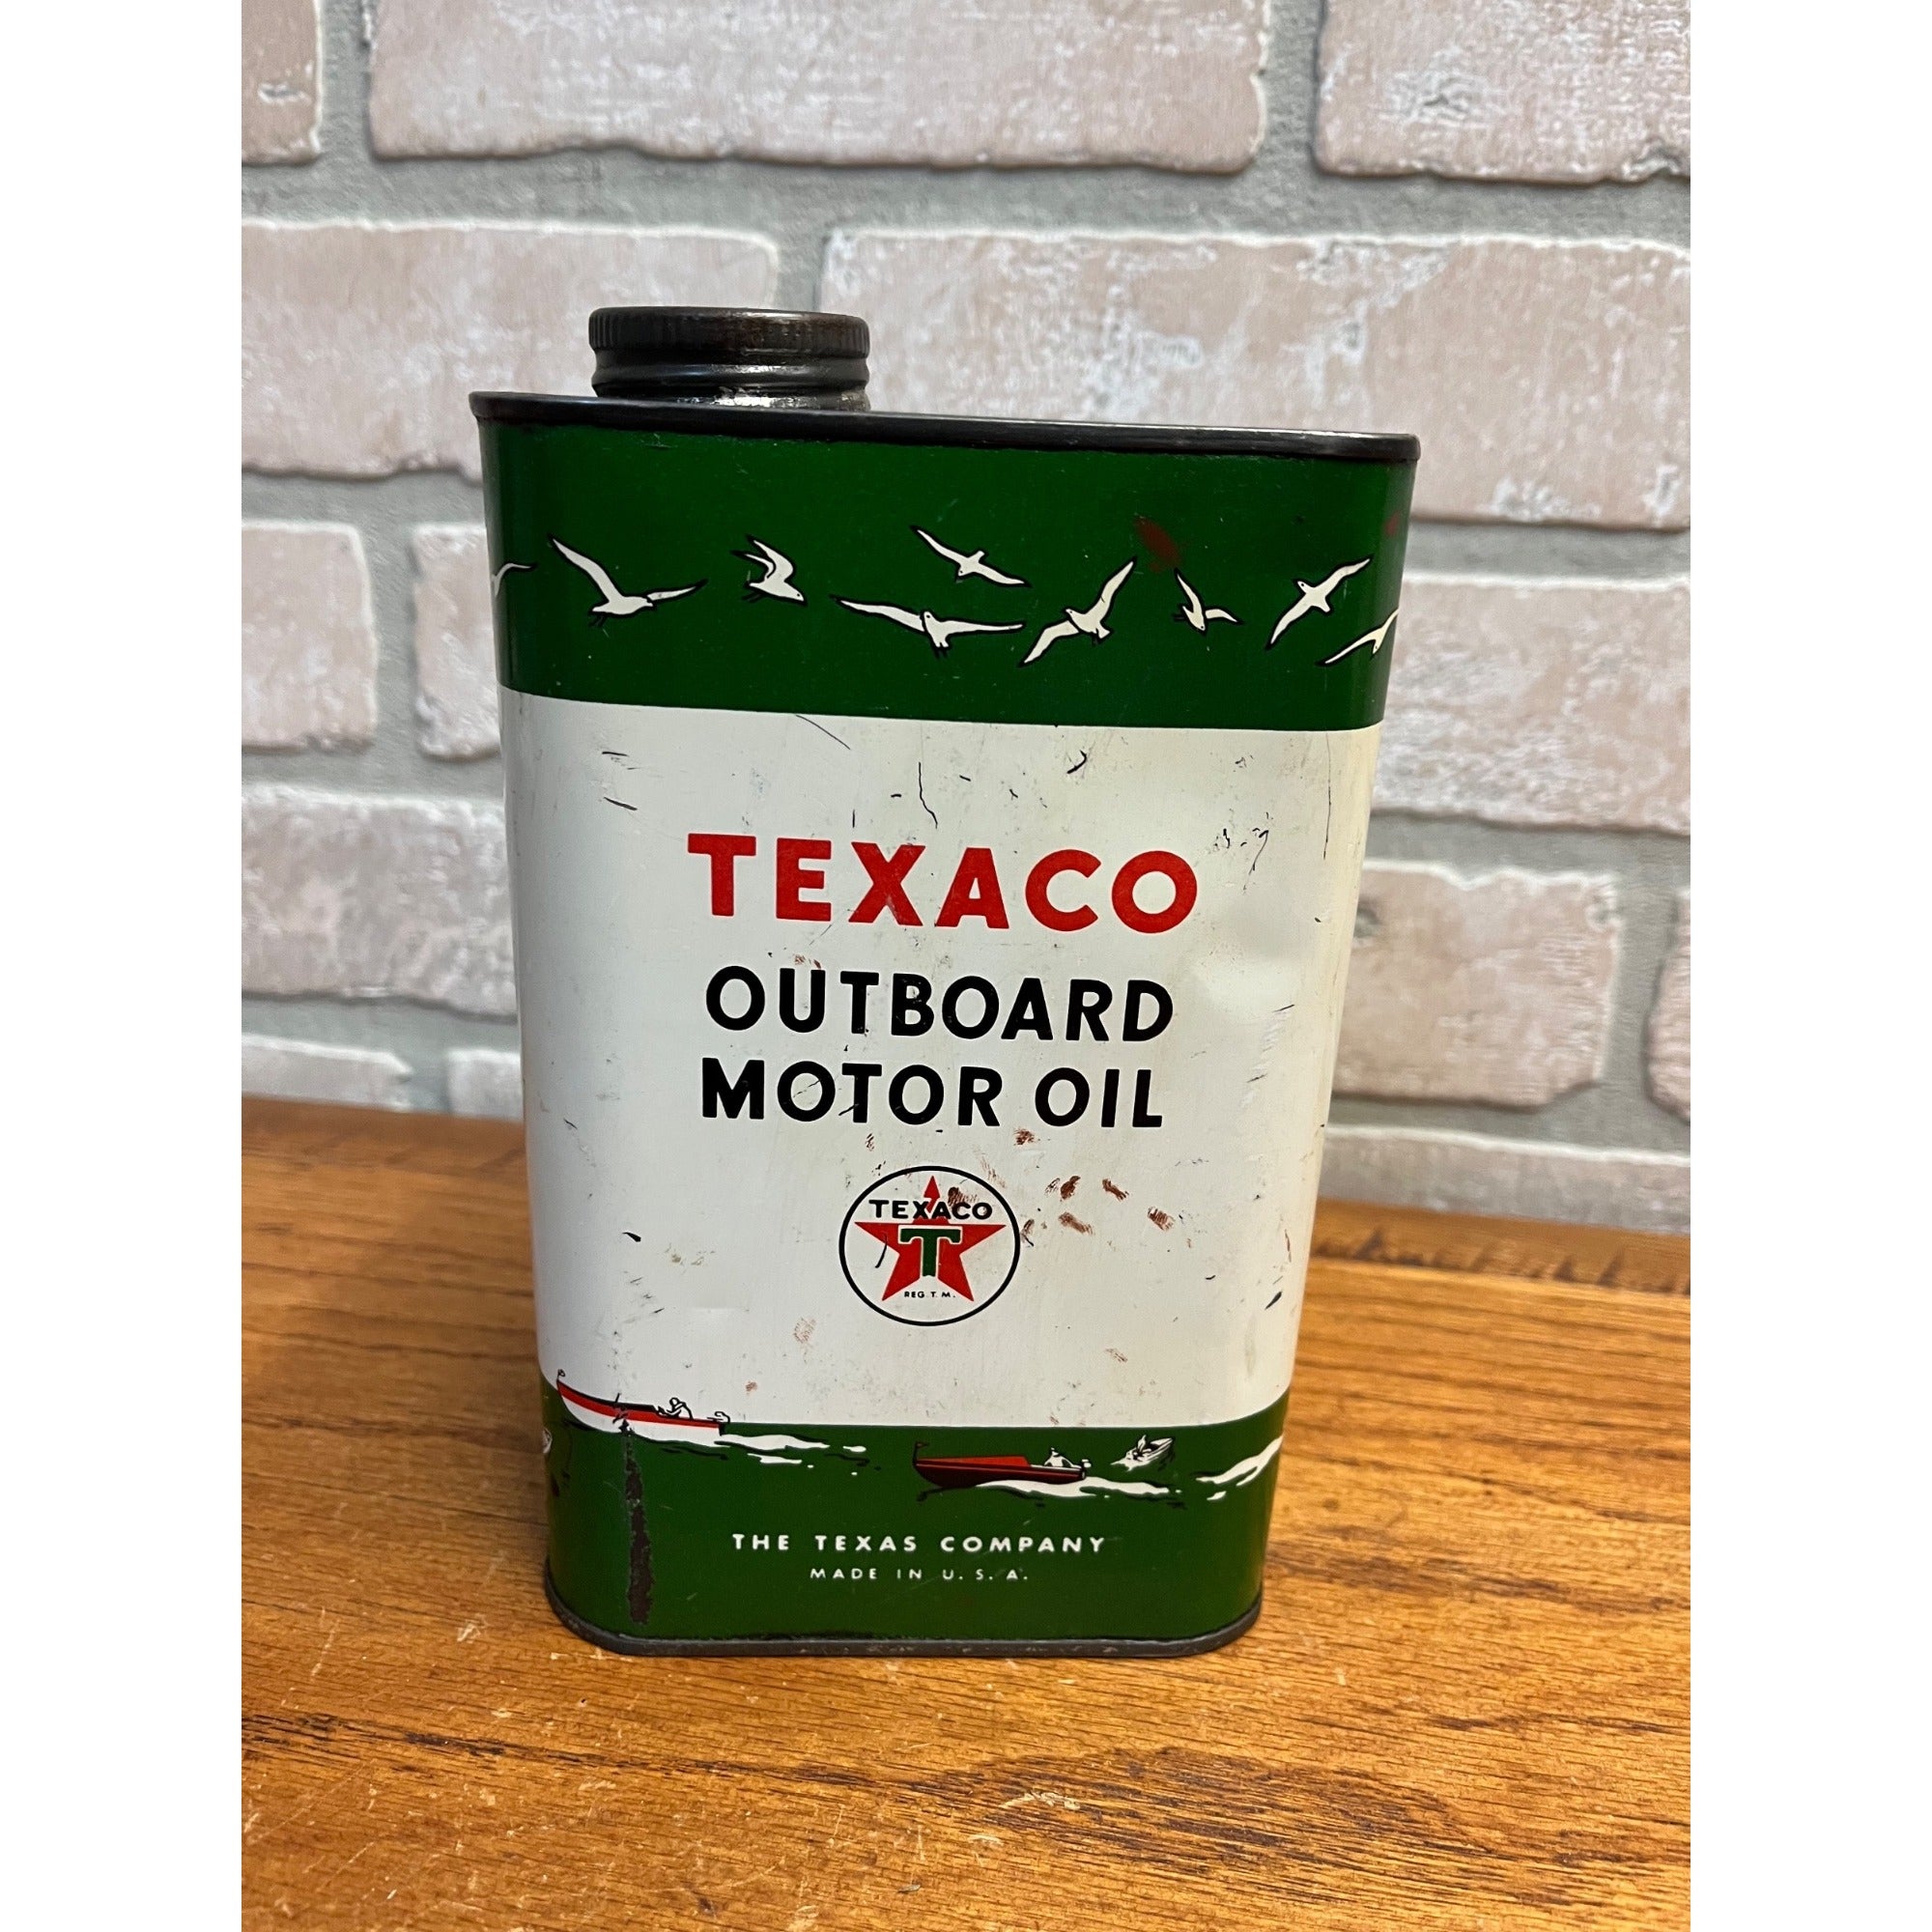 TEXACO
OUTBOARD
MOTOR OIL
TEXACO
T
REG. T. M.
THE TEXAS COMPANY
MADE IN U. S. A.